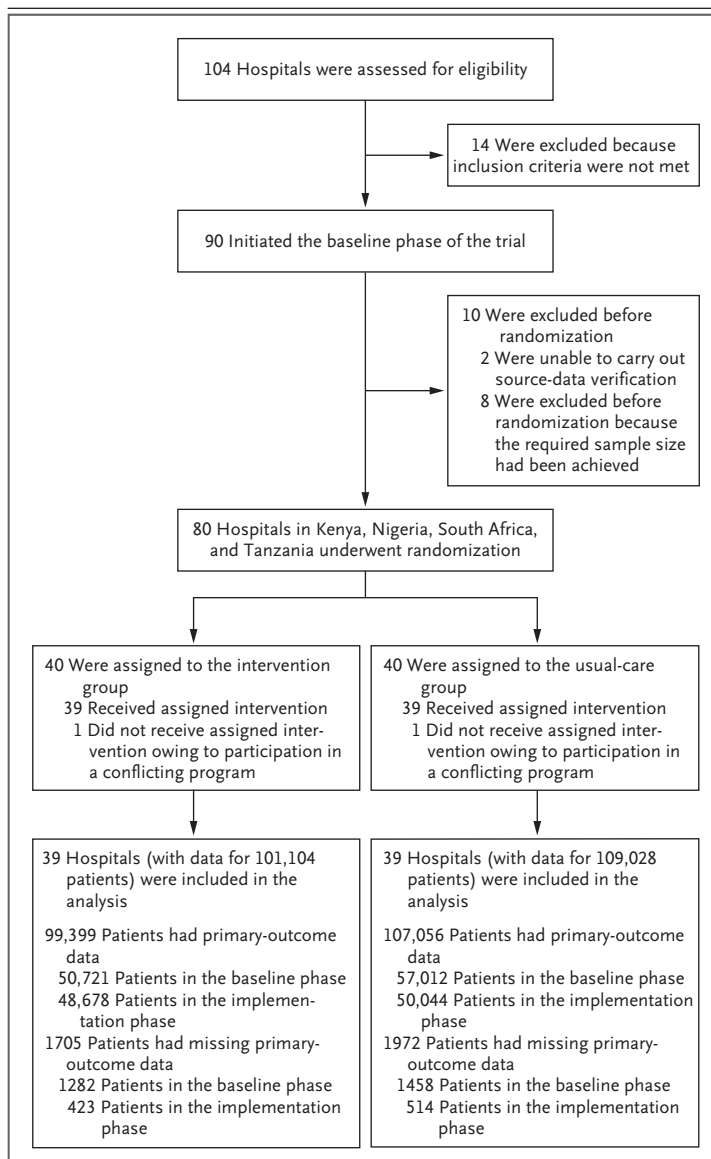 104 Hospitals were assessed for eligibility
14 Were excluded because
inclusion criteria were not met
90 Initiated the baseline phase of the trial
10 Were excluded before
randomization
2 Were unable to carry out
source-data verification
8 Were excluded before
randomization because
the required sample size
had been achieved
80 Hospitals in Kenya, Nigeria, South Africa,
and Tanzania underwent randomization
40 Were assigned to the intervention
group
39 Received assigned intervention
1 Did not receive assigned inter-
vention owing to participation in
a conflicting program
40 Were assigned to the usual-care
group
39 Received assigned intervention
1 Did not receive assigned inter-
vention owing to participation in
a conflicting program
39 Hospitals (with data for 101,104
patients) were included in the
analysis
99,399 Patients had primary-outcome
data
50,721 Patients in the baseline phase
48,678 Patients in the implemen-
tation phase
1705 Patients had missing primary-
outcome data
1282 Patients in the baseline phase
423 Patients in the implementation
phase
39 Hospitals (with data for 109,028
patients) were included in the
analysis
107,056 Patients had primary-outcome
data
57,012 Patients in the baseline phase
50,044 Patients in the implementation
phase
1972 Patients had missing primary-
outcome data
1458 Patients in the baseline phase
514 Patients in the implementation
phase